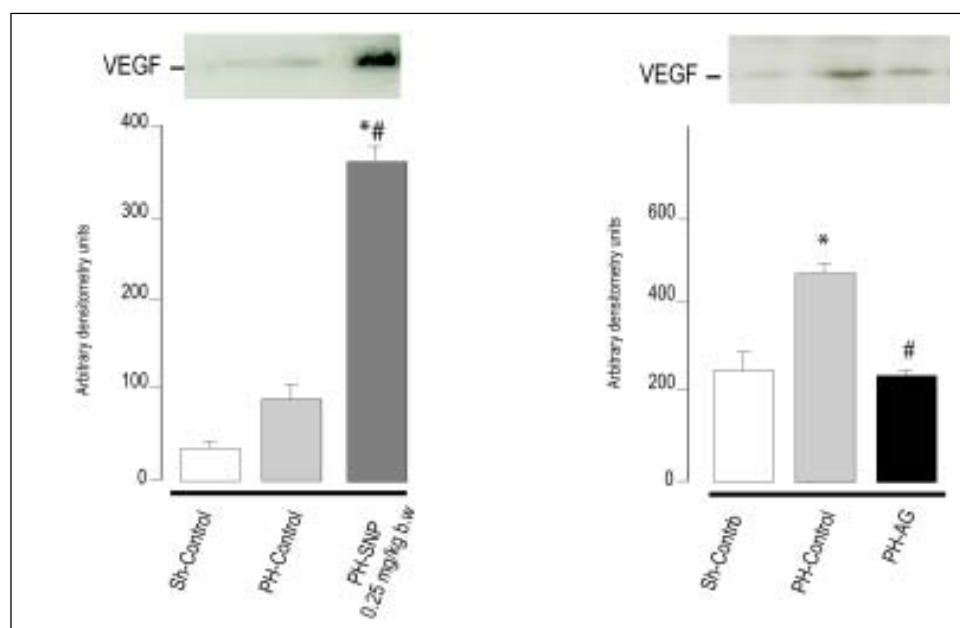 VEGF
400
300
200
100
0
Arbitrary densitometry units
*#
Sh-Control
PH-Control
PH-SNP
0.25 mg/kg b.w
VEGF
600
400
200
0
Arbitrary densitometry units
*
#
Sh-Contrb
PH-Control
PH-AG